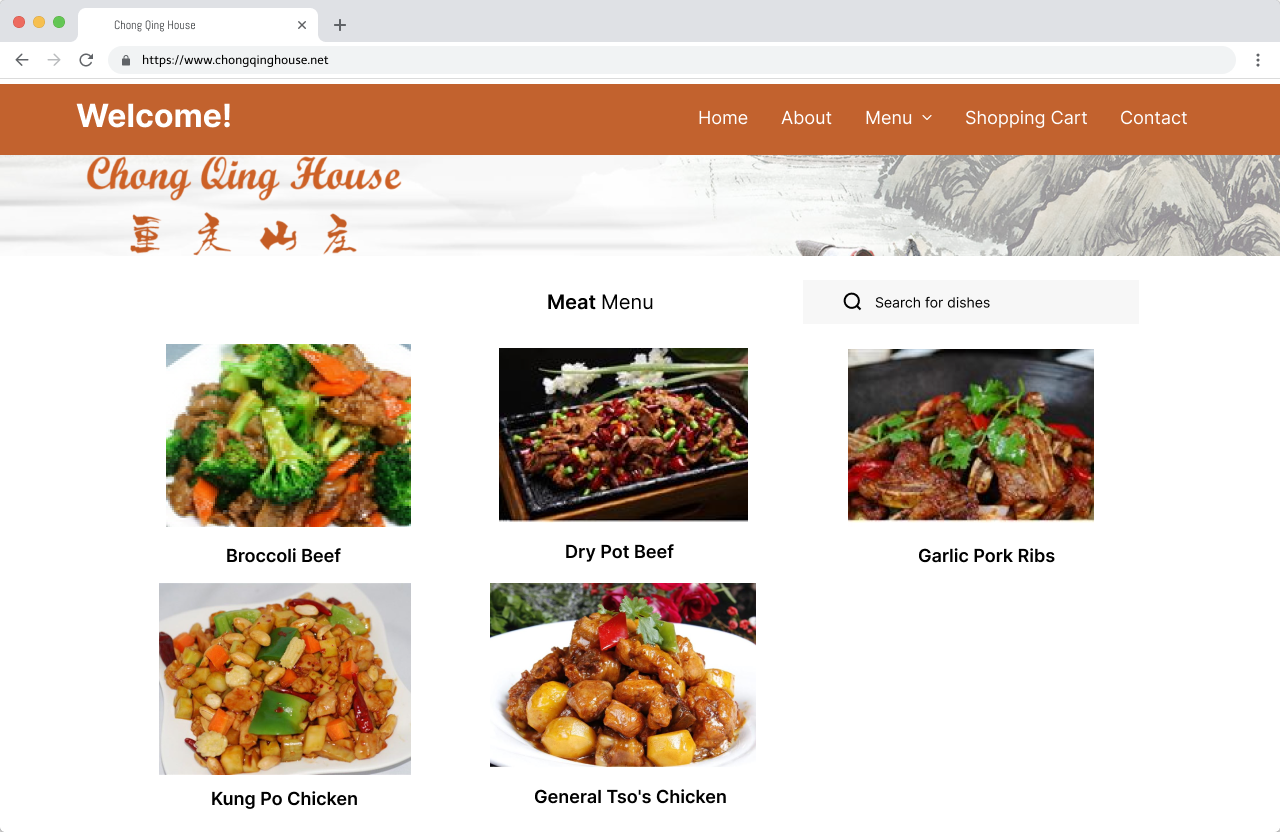 Chong Qing House
https://www.chongqinghouse.net
Welcome!
Home About Menu Shopping Cart Contact
Chong Qing House
重庆山庄
Meat Menu
Search for dishes
Broccoli Beef
Dry Pot Beef
Garlic Pork Ribs
Kung Po Chicken
General Tso's Chicken